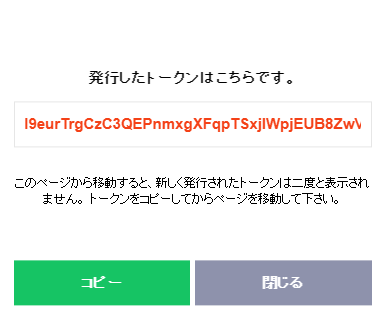 発行したトークンはこちらです。
l9eurTrgCzC3QEPnmxgXFqpTSxjlWpjEUB8ZwV
このページから移動すると、新しく発行されたトークンは二度と表示され
ません。トークンをコピーしてからページを移動して下さい。
コピー
閉じる